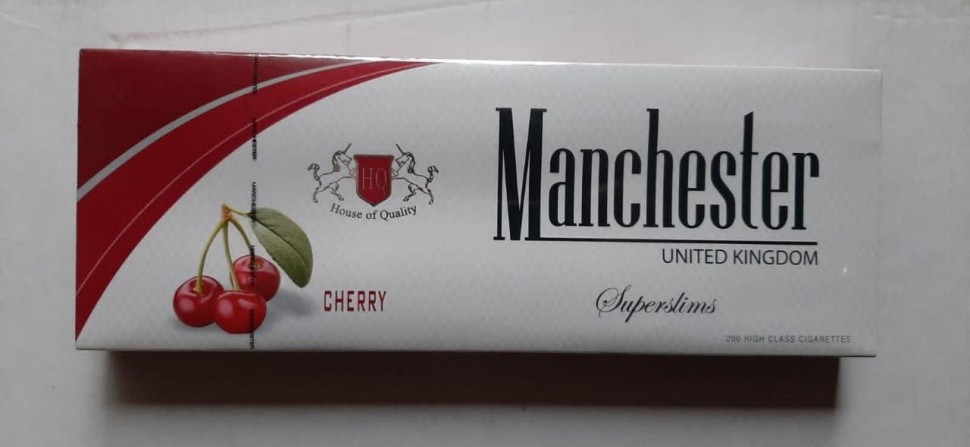 HQ
House of Quality
Manchester
UNITED KINGDOM
CHERRY
Superslims
200 HIGH CLASS CIGARETTES